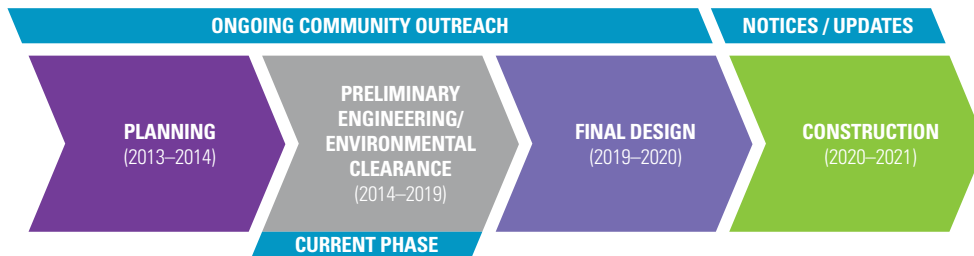 ONGOING COMMUNITY OUTREACH
NOTICES / UPDATES
PLANNING
(2013–2014)
PRELIMINARY
ENGINEERING/
ENVIRONMENTAL
CLEARANCE
(2014–2019)
FINAL DESIGN
(2019–2020)
CONSTRUCTION
(2020–2021)
CURRENT PHASE